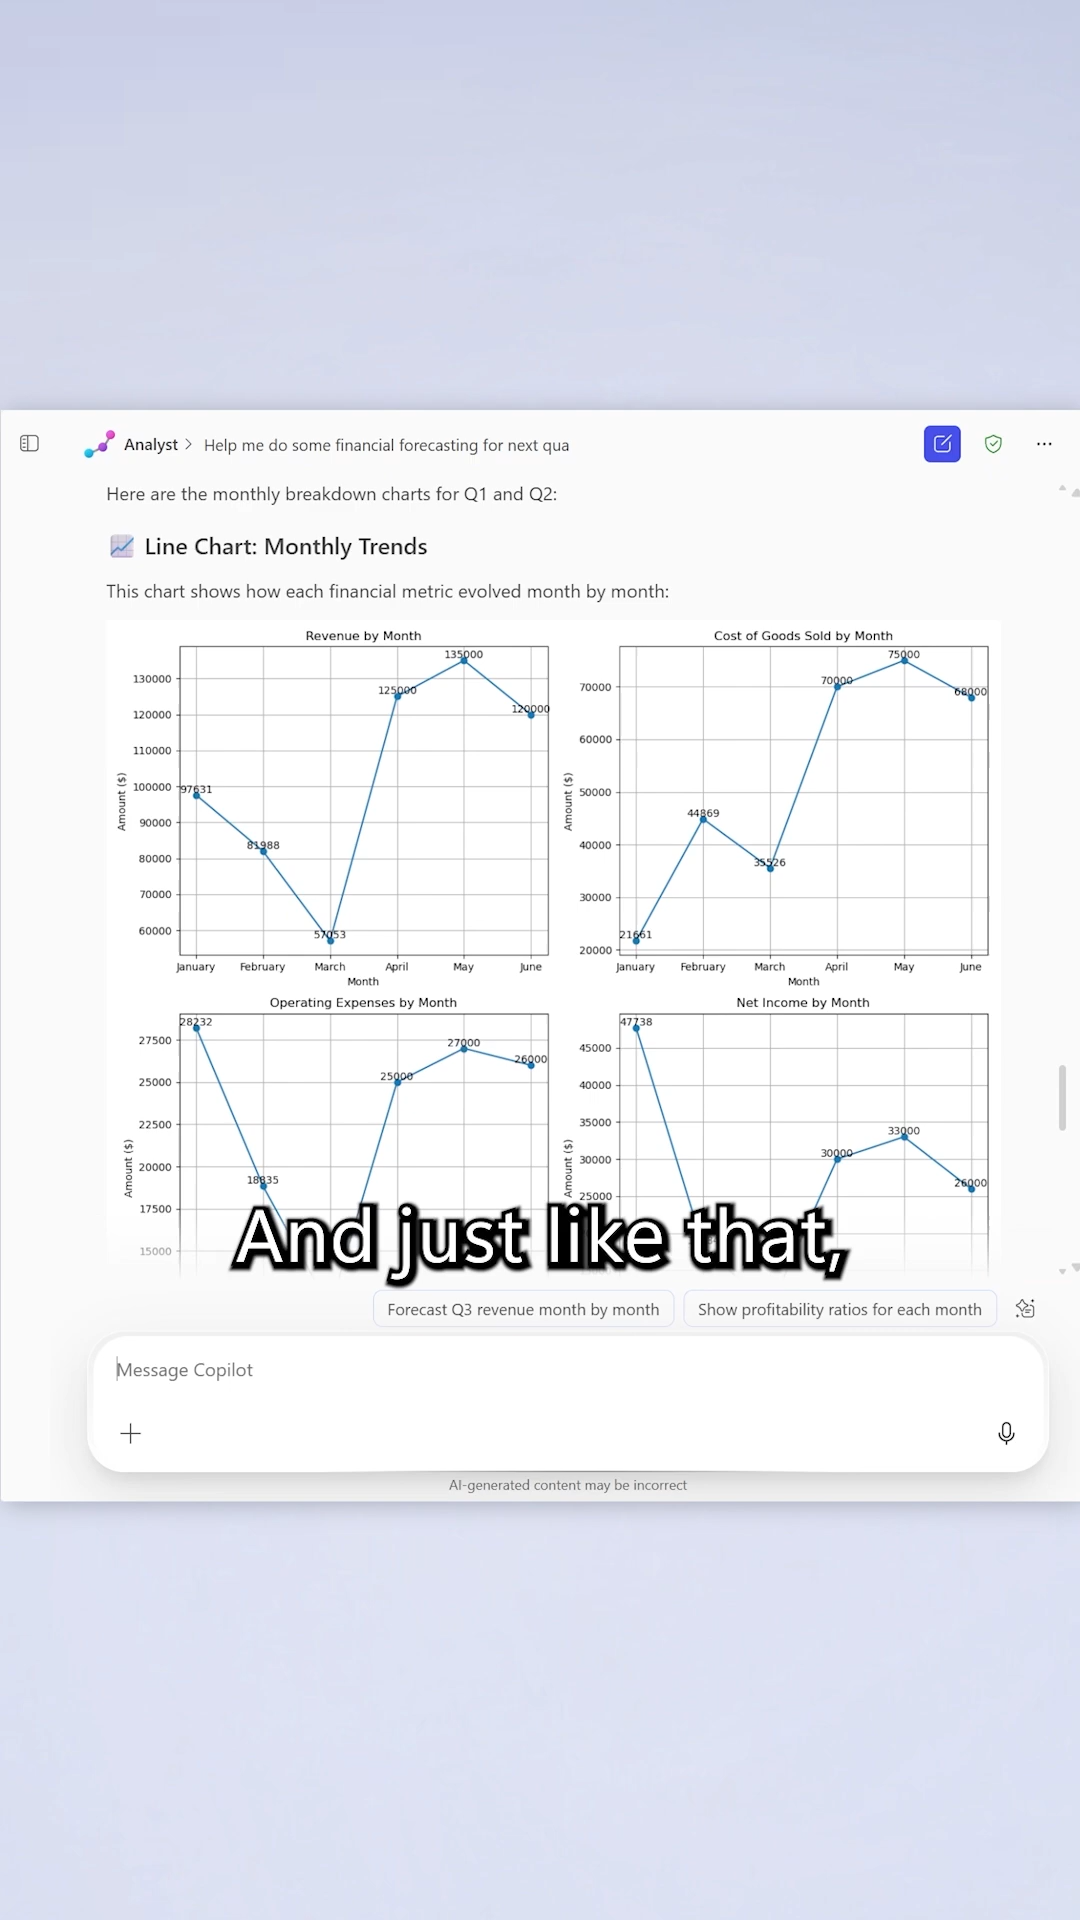 Analyst > Help me do some financial forecasting for next qua
Here are the monthly breakdown charts for Q1 and Q2:
Line Chart: Monthly Trends
This chart shows how each financial metric evolved month by month:
Revenue by Month
Amount ($)
130000
120000
110000
100000
90000
80000
70000
60000
97631
81988
57053
125000
135000
120000
January February March April May June
Month
Cost of Goods Sold by Month
Amount ($)
70000
60000
50000
40000
30000
20000
21661
44869
35526
70000
75000
68000
January February March April May June
Month
Operating Expenses by Month
Amount ($)
27500
25000
22500
20000
17500
15000
28232
18835
25000
27000
26000
Net Income by Month
Amount ($)
45000
40000
35000
30000
25000
47738
30000
33000
26000
And just like that,
Forecast Q3 revenue month by month
Show profitability ratios for each month
Message Copilot
AI-generated content may be incorrect